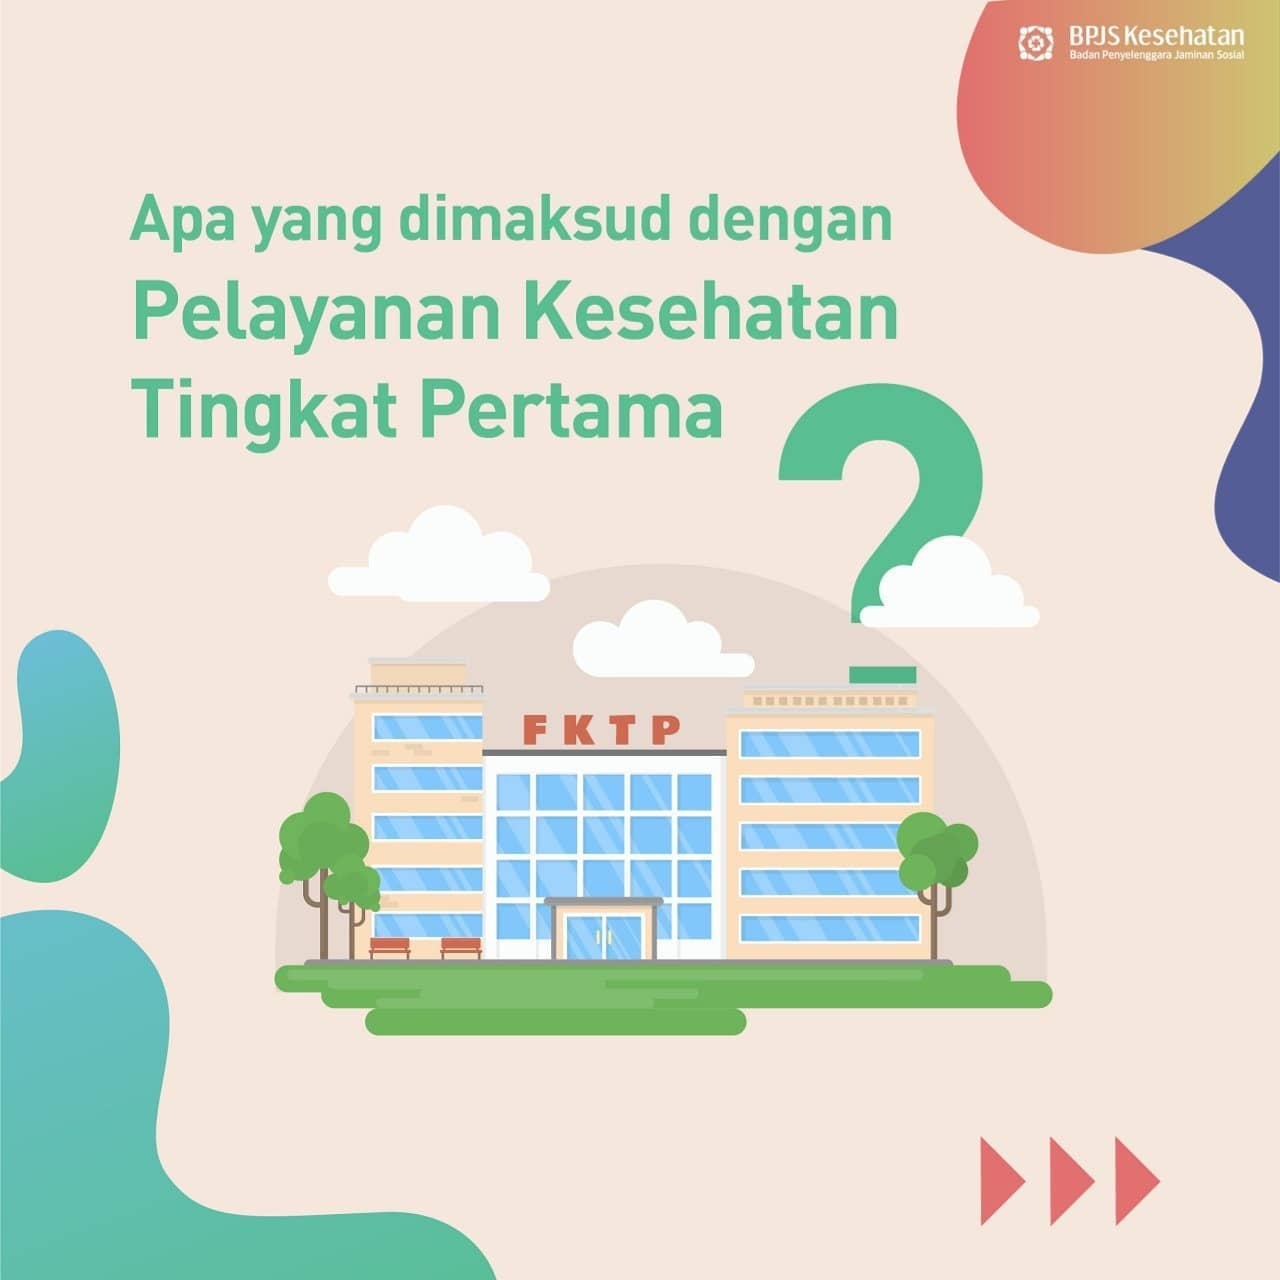 BPJS Kesehatan
Badan Penyelenggara Jaminan Sosial
Apa yang dimaksud dengan
Pelayanan Kesehatan
Tingkat Pertama ?
FKTP